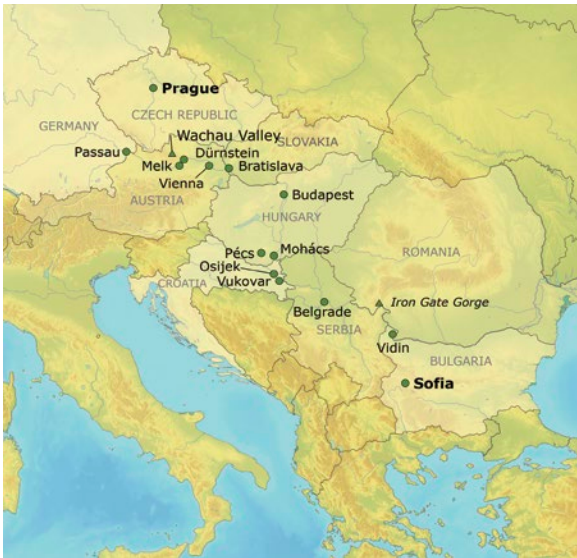 Prague
CZECH REPUBLIC
GERMANY
Wachau Valley
SLOVAKIA
Passau
Dürnstein
Melk
Bratislava
Vienna
AUSTRIA
Budapest
HUNGARY
Pécs
Mohács
ROMANIA
Osijek
CROATIA
Vukovar
Iron Gate Gorge
Belgrade
SERBIA
Vidin
BULGARIA
Sofia